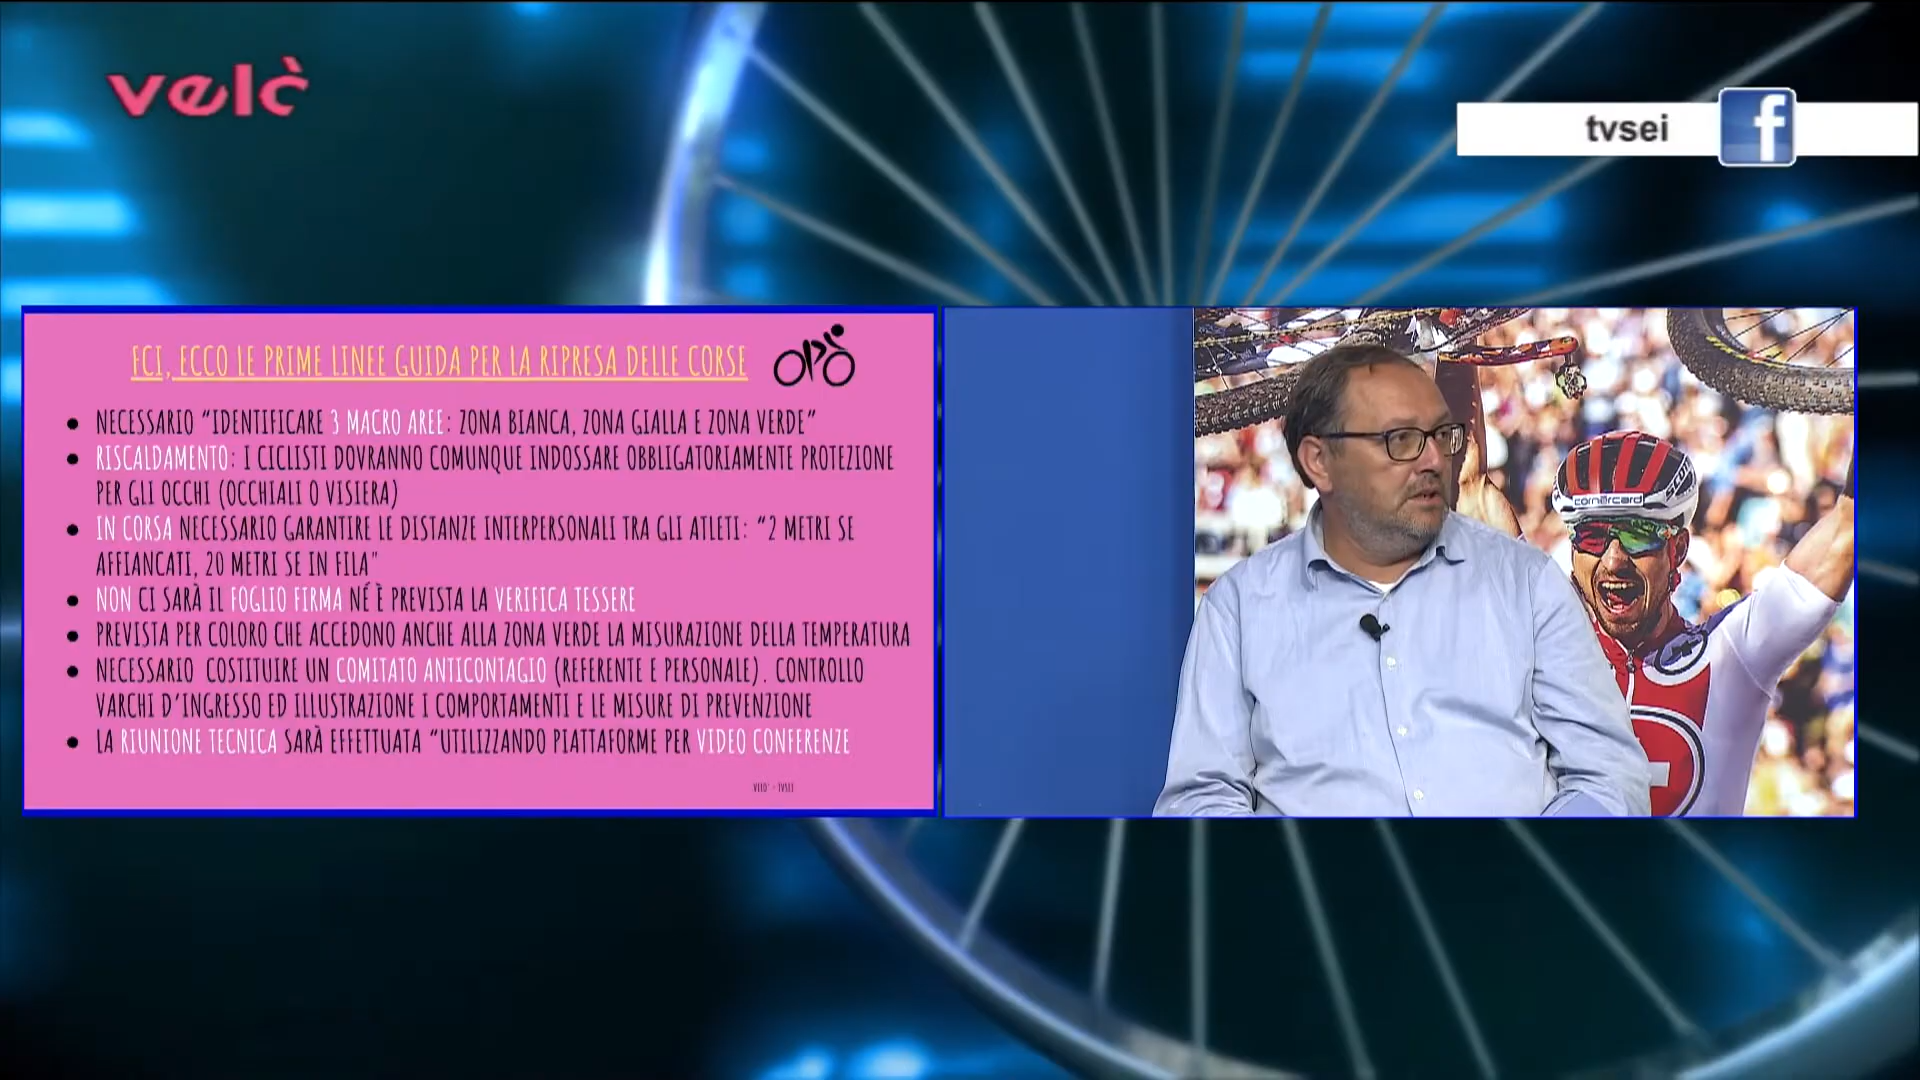 velò
tvsei
f
FCI, ECCO LE PRIME LINEE GUIDA PER LA RIPRESA DELLE CORSE
NECESSARIO “IDENTIFICARE 3 MACRO AREE: ZONA BIANCA, ZONA GIALLA E ZONA VERDE”
RISCALDAMENTO: I CICLISTI DOVRANNO COMUNQUE INDOSSARE OBBLIGATORIAMENTE PROTEZIONE
PER GLI OCCHI (OCCHIALI O VISIERA)
IN CORSA NECESSARIO GARANTIRE LE DISTANZE INTERPERSONALI TRA GLI ATLETI: “2 METRI SE
AFFIANCATI, 20 METRI SE IN FILA"
NON CI SARÀ IL FOGLIO FIRMA NÉ È PREVISTA LA VERIFICA TESSERE
PREVISTA PER COLORO CHE ACCEDONO ANCHE ALLA ZONA VERDE LA MISURAZIONE DELLA TEMPERATURA
NECESSARIO COSTITUIRE UN COMITATO ANTICONTAGIO (REFERENTE E PERSONALE). CONTROLLO
VARCHI D’INGRESSO ED ILLUSTRAZIONE I COMPORTAMENTI E LE MISURE DI PREVENZIONE
LA RIUNIONE TECNICA SARÀ EFFETTUATA “UTILIZZANDO PIATTAFORME PER VIDEO CONFERENZE
VELO' - TVSEI
cornèrcard
SCOTT